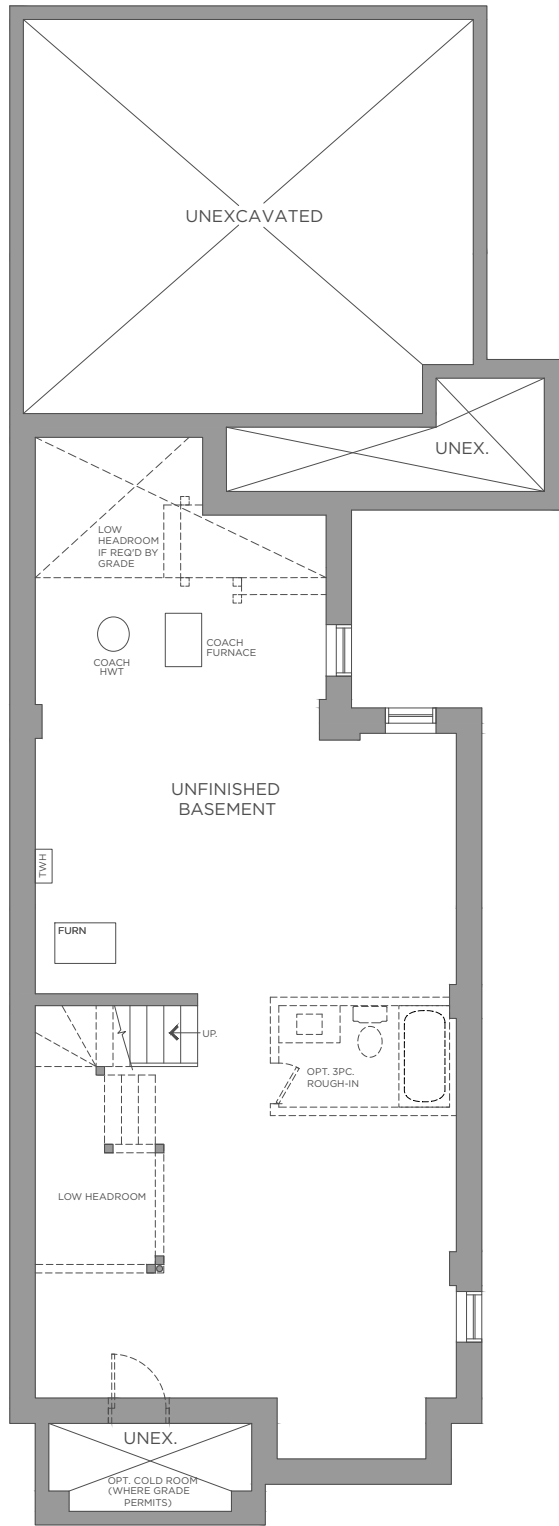 UNEXCAVATED
UNEX.
LOW
HEADROOM
IF REQ'D BY
GRADE
COACH
HWT
COACH
FURNACE
UNFINISHED
BASEMENT
TWH
FURN
UP.
OPT. 3PC.
ROUGH-IN
LOW HEADROOM
UNEX.
OPT. COLD ROOM
(WHERE GRADE
PERMITS)